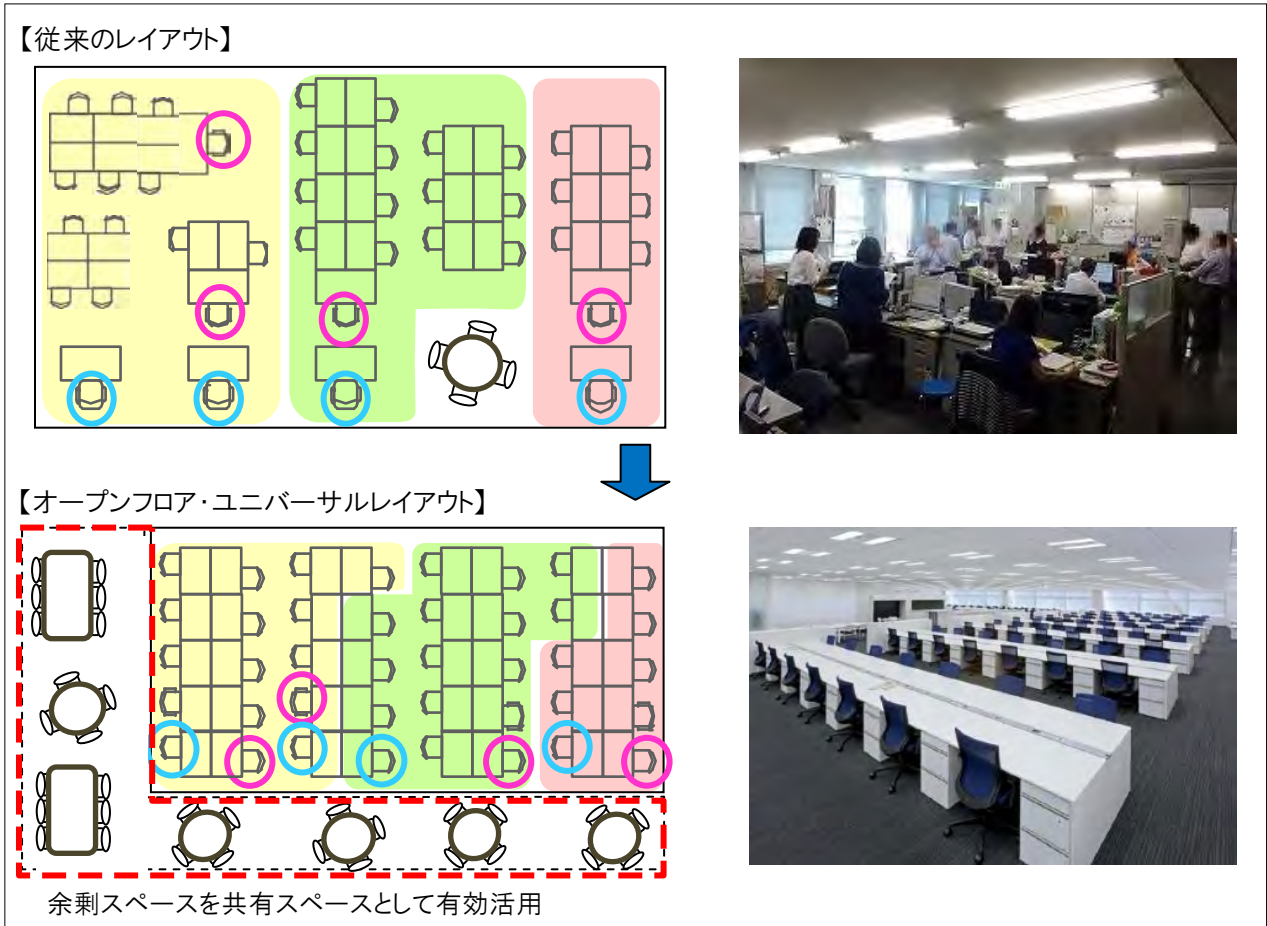 【従来のレイアウト】
【オープンフロア・ユニバーサルレイアウト】
余剰スペースを共有スペースとして有効活用